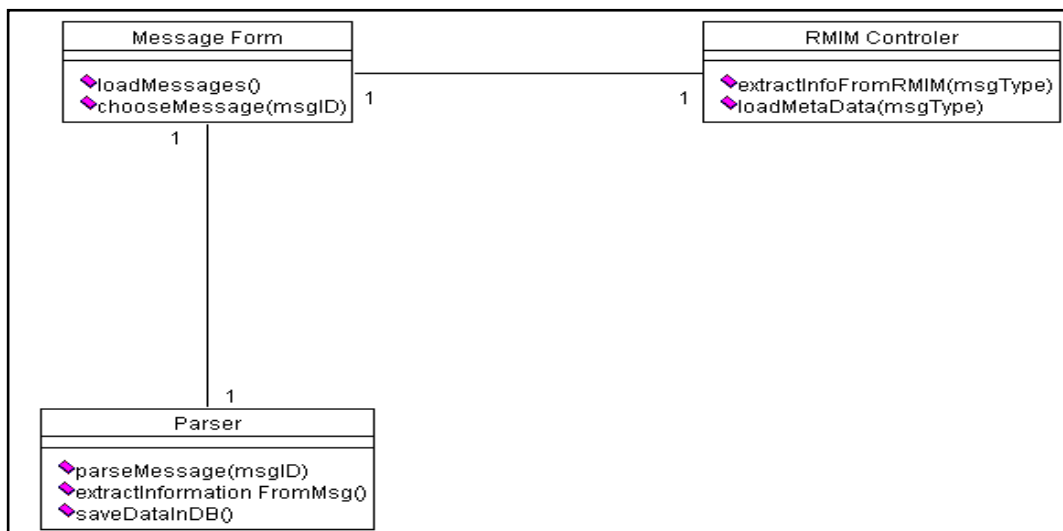 Message Form
loadMessages()
chooseMessage(msgID)
RMIM Controler
extractInfoFromRMIM(msgType)
loadMetaData(msgType)
1
1
1
1
Parser
parseMessage(msgID)
extractInformation FromMsg()
saveDataInDB()